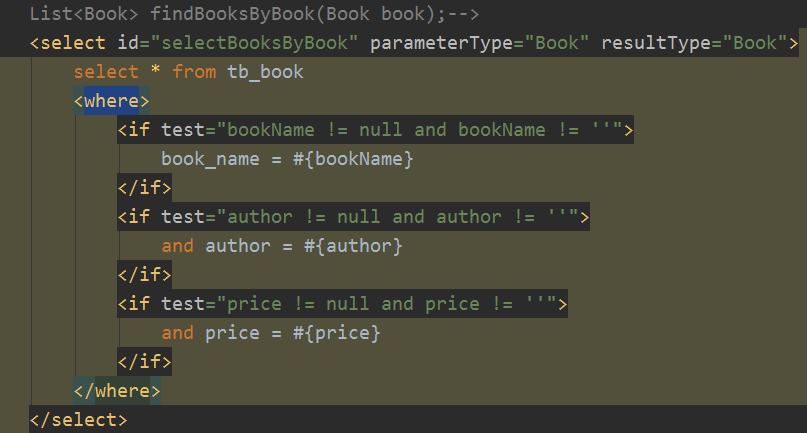 List<Book> findBooksByBook(Book book);-->
<select id="selectBooksByBook" parameterType="Book" resultType="Book">
select * from tb_book
<where>
<if test="bookName != null and bookName != ''">
book_name = #{bookName}
</if>
<if test="author != null and author != ''">
and author = #{author}
</if>
<if test="price != null and price != ''">
and price = #{price}
</if>
</where>
</select>